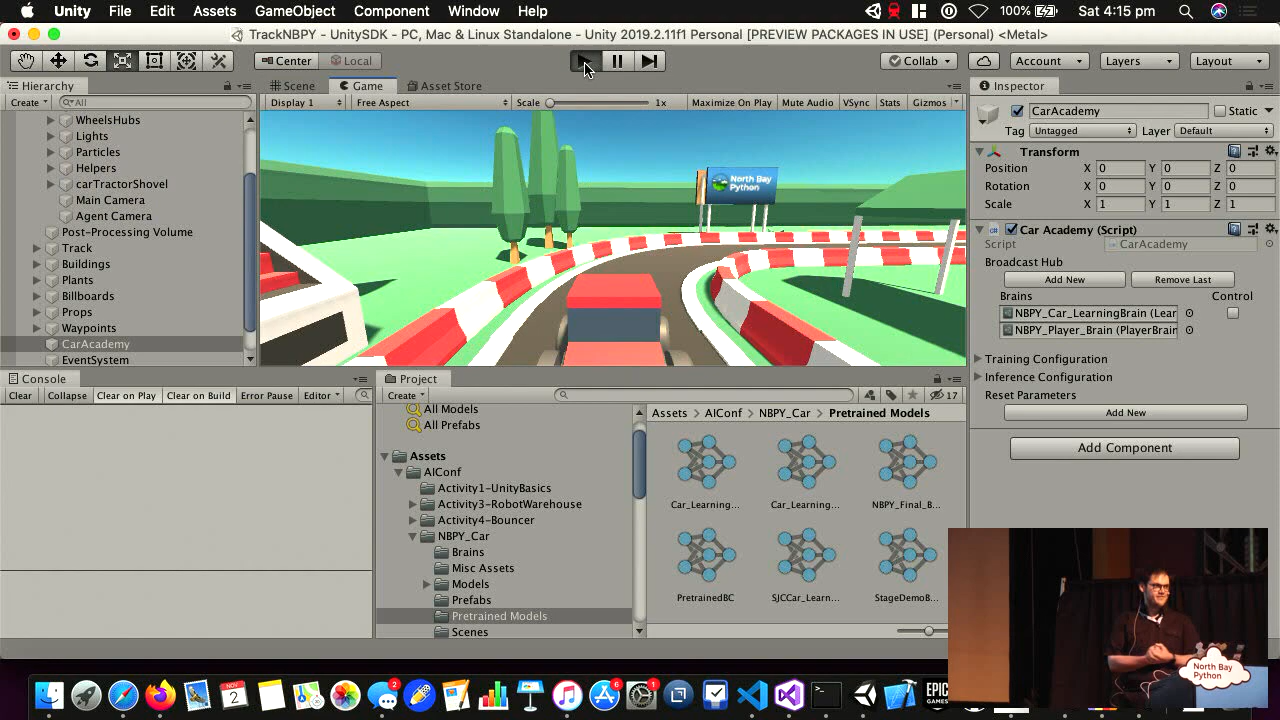 Unity File Edit Assets GameObject Component Window Help 100% Sat 4:15 pm
TrackNBPY - UnitySDK - PC, Mac & Linux Standalone - Unity 2019.2.11f1 Personal [PREVIEW PACKAGES IN USE] (Personal) <Metal>
Center Local Collab Account Layers Layout
Hierarchy Scene Game Asset Store Inspector
Create All Display 1 Free Aspect Scale 1x Maximize On Play Mute Audio VSync Stats Gizmos
WheelsHubs
Lights
Particles
Helpers
carTractorShovel
Main Camera
Agent Camera
Post-Processing Volume
Track
Buildings
Plants
Billboards
Props
Waypoints
CarAcademy
EventSystem
North Bay
Python
CarAcademy Static
Tag Untagged Layer Default
Transform
Position X 0 Y 0 Z 0
Rotation X 0 Y 0 Z 0
Scale X 1 Y 1 Z 1
Car Academy (Script)
Script CarAcademy
Broadcast Hub
Add New Remove Last
Brains Control
NBPY_Car_LearningBrain (Lear
NBPY_Player_Brain (PlayerBrain
Training Configuration
Inference Configuration
Reset Parameters
Add New
Add Component
Console
Clear Collapse Clear on Play Clear on Build Error Pause Editor
Project
Create 17
All Models
All Prefabs
Assets
AIConf
Activity1-UnityBasics
Activity3-RobotWarehouse
Activity4-Bouncer
NBPY_Car
Brains
Misc Assets
Models
Prefabs
Pretrained Models
Scenes
Assets AIConf NBPY_Car Pretrained Models
Car_Learning... Car_Learning... NBPY_Final_B...
PretrainedBC SJCCar_Learn... StageDemoB...
North Bay
Python
NOV
2
2
6
1
EPIC
GAMES